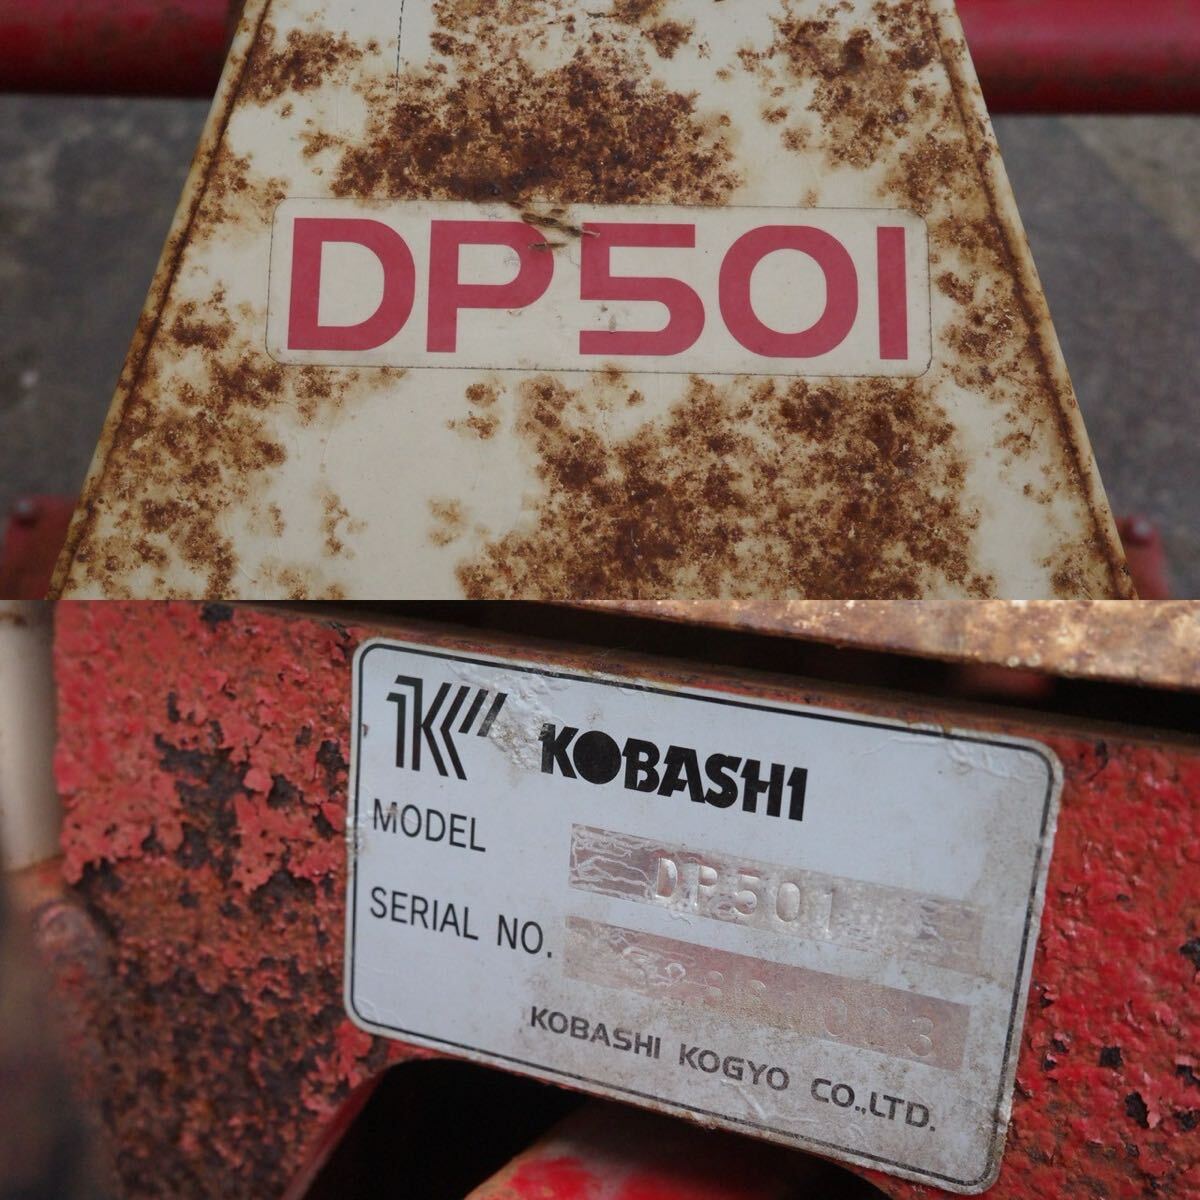 DP501
KOBASHI
MODEL DP501
SERIAL NO.
KOBASHI KOGYO CO.,LTD.